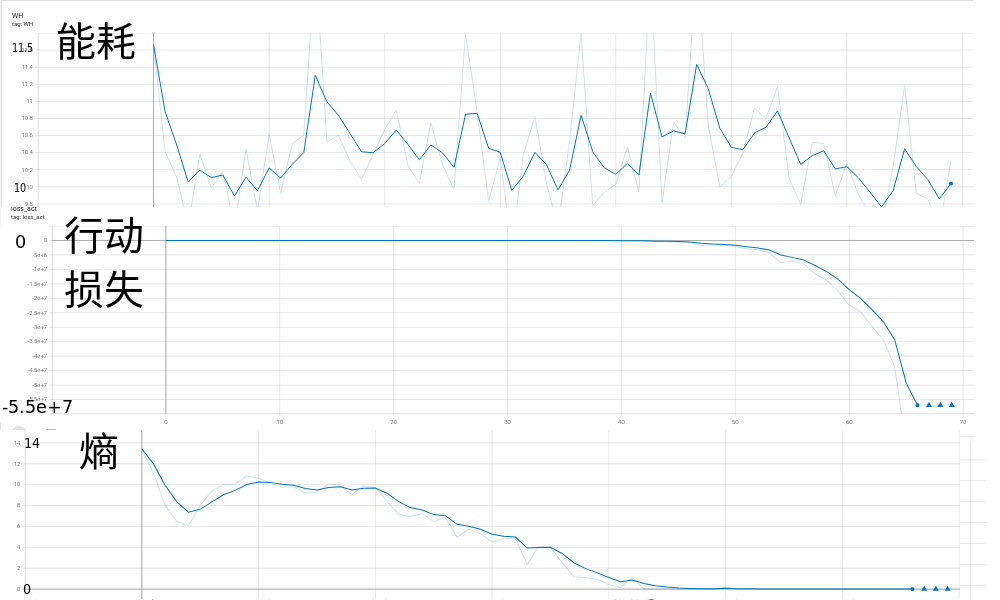 WH
tag: WH
能耗
11.5
11.4
11.2
11
10.8
10.6
10.4
10.2
10
10
9.8
loss_act
tag: loss_act
行动
损失
0
0
-5e+6
-1e+7
-1.5e+7
-2e+7
-2.5e+7
-3e+7
-3.5e+7
-4e+7
-4.5e+7
-5e+7
-5.5e+7
0 10 20 30 40 50 60 70
熵
14 14
12
10
8
6
4
2
0 0